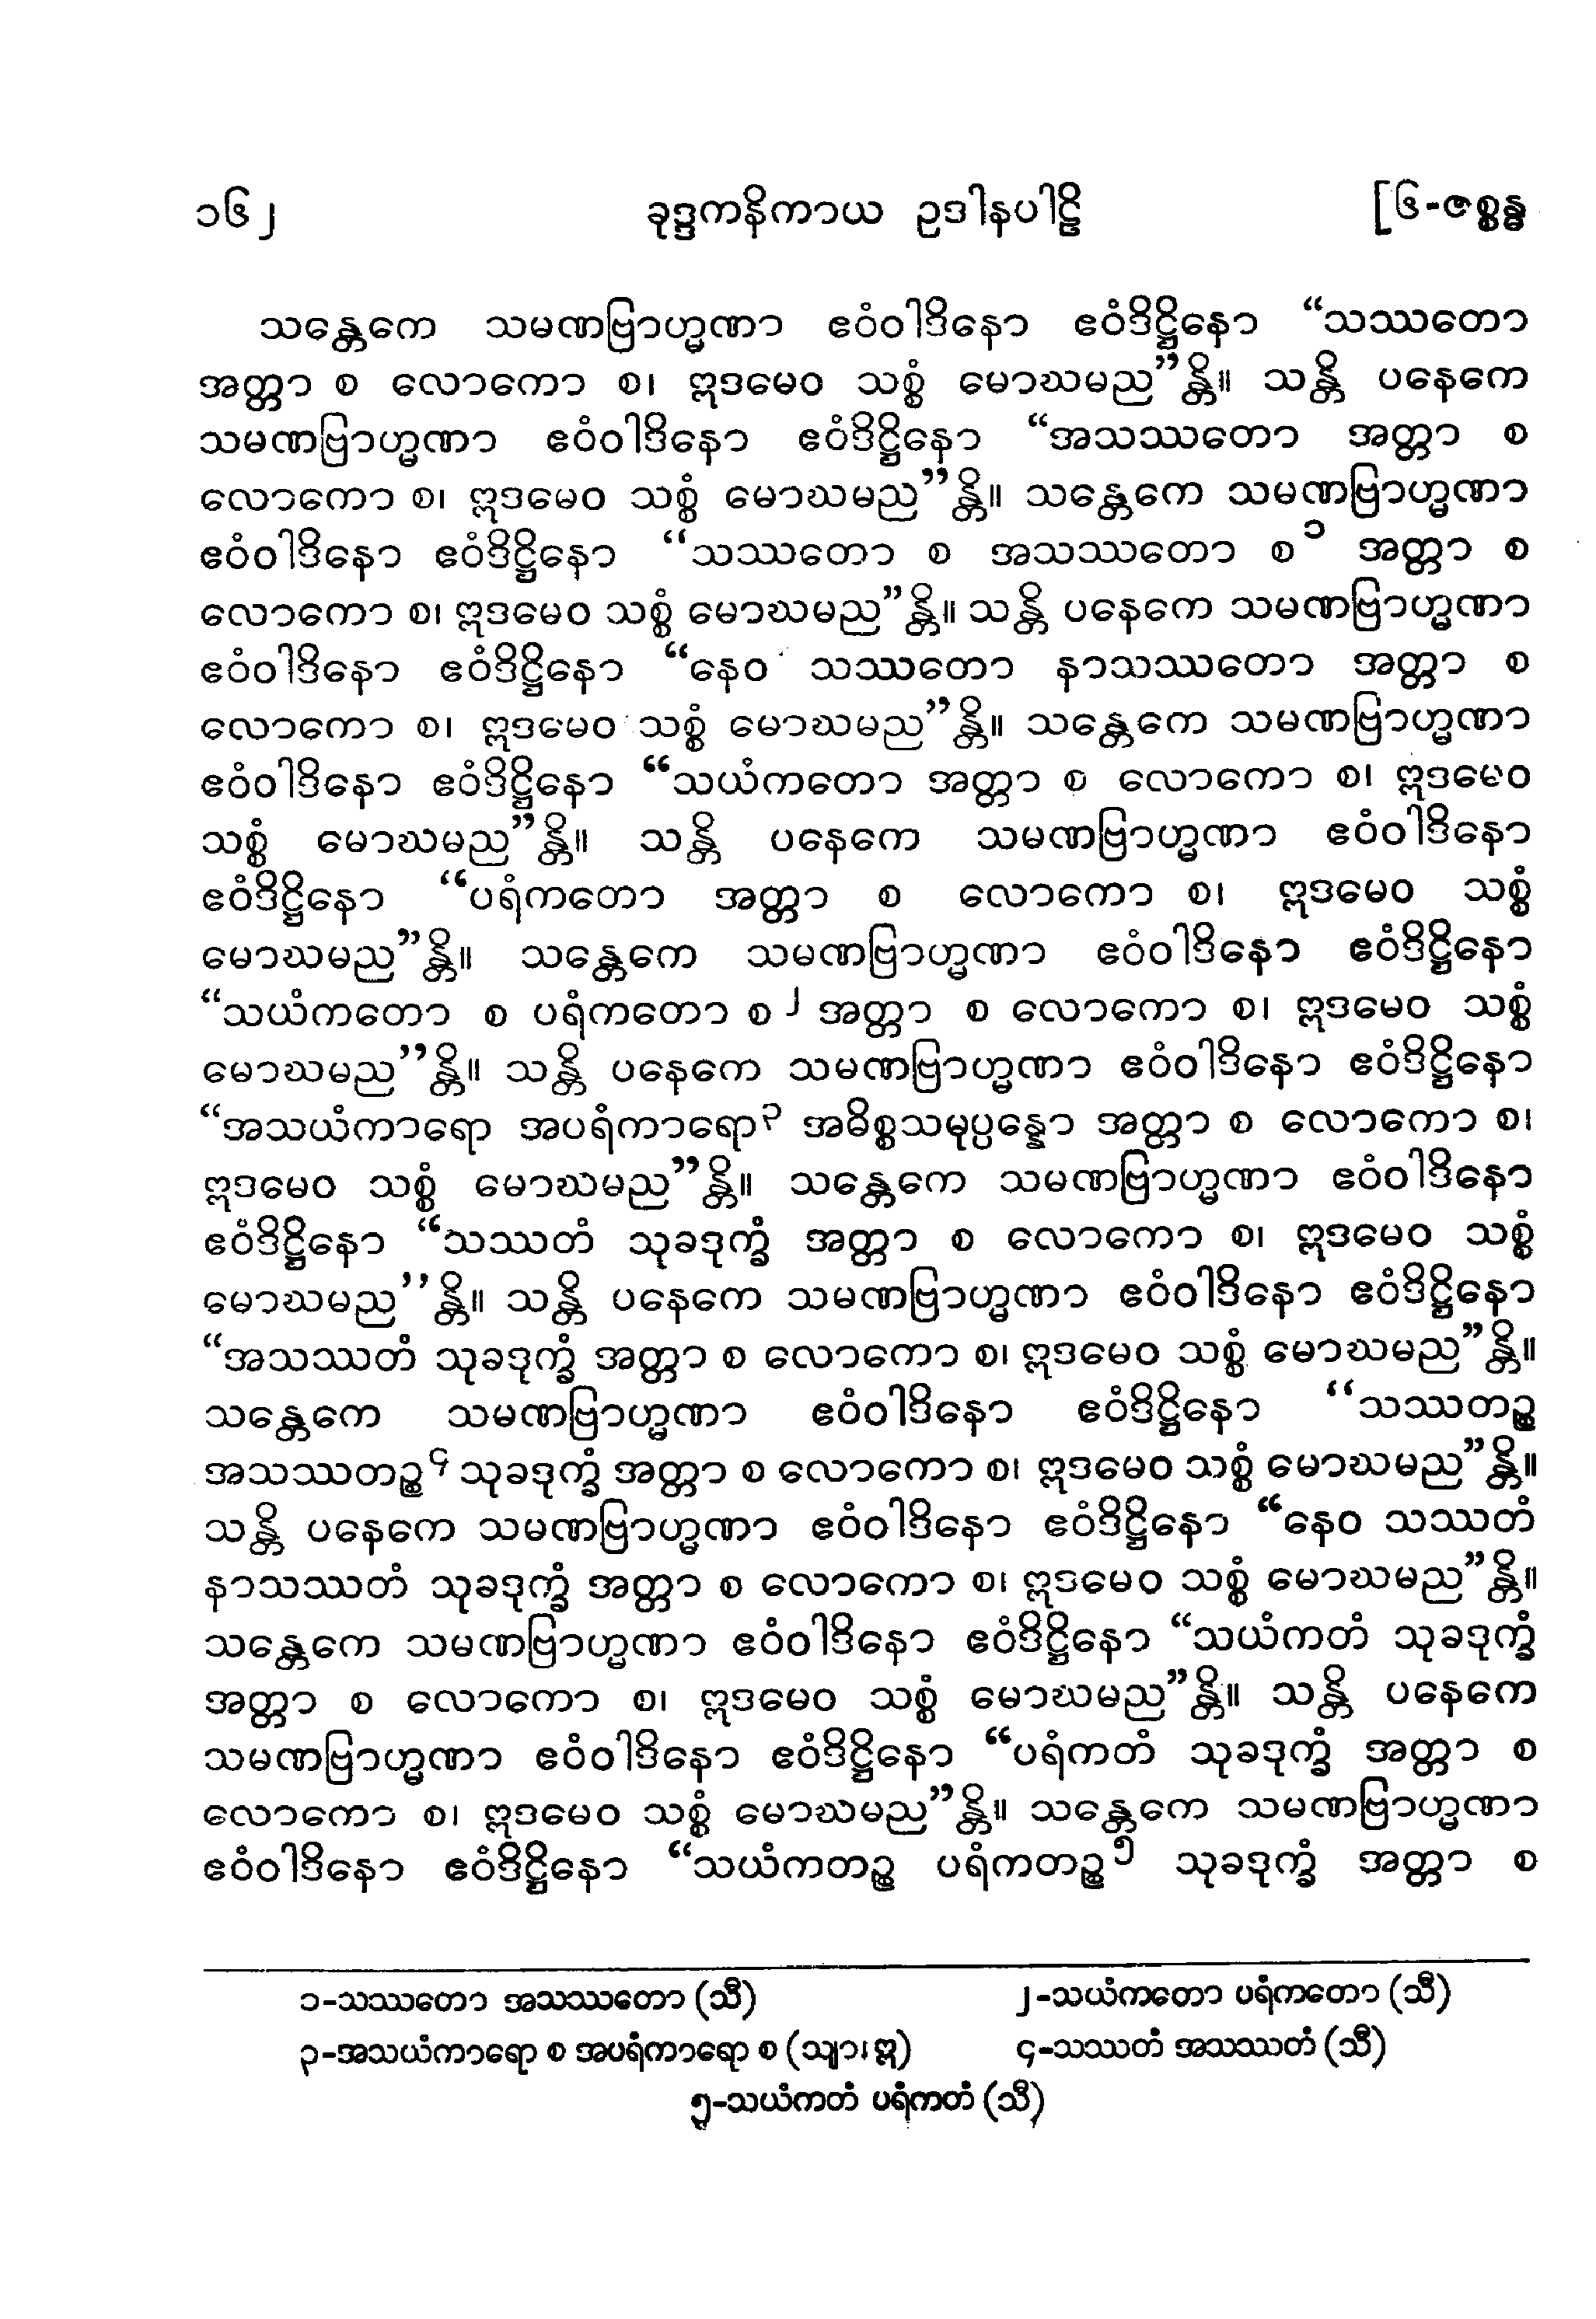 ၁၆၂ ခုဒ္ဒကနိကာယ ဥဒါနပါဠိ [၆-ဇစ္စန္ဓ
သန္တေကေ သမဏဗြာဟ္မဏာ ဧဝံဝါဒိနော ဧဝံဒိဋ္ဌိနော “သဿတော
အတ္တာ စ လောကော စ၊ ဣဒမေဝ သစ္စံ မောဃမည”န္တိ။ သန္တိ ပနေကေ
သမဏဗြာဟ္မဏာ ဧဝံဝါဒိနော ဧဝံဒိဋ္ဌိနော “အသဿတော အတ္တာ စ
လောကော စ၊ ဣဒမေဝ သစ္စံ မောဃမည”န္တိ။ သန္တေကေ သမဏဗြာဟ္မဏာ
ဧဝံဝါဒိနော ဧဝံဒိဋ္ဌိနော “သဿတော စ အသဿတော စ၁ အတ္တာ စ
လောကော စ၊ ဣဒမေဝ သစ္စံ မောဃမည”န္တိ။ သန္တိ ပနေကေ သမဏဗြာဟ္မဏာ
ဧဝံဝါဒိနော ဧဝံဒိဋ္ဌိနော “နေဝ သဿတော နာသဿတော အတ္တာ စ
လောကော စ၊ ဣဒမေဝ သစ္စံ မောဃမည”န္တိ။ သန္တေကေ သမဏဗြာဟ္မဏာ
ဧဝံဝါဒိနော ဧဝံဒိဋ္ဌိနော “သယံကတော အတ္တာ စ လောကော စ၊ ဣဒမေဝ
သစ္စံ မောဃမည”န္တိ။ သန္တိ ပနေကေ သမဏဗြာဟ္မဏာ ဧဝံဝါဒိနော
ဧဝံဒိဋ္ဌိနော “ပရံကတော အတ္တာ စ လောကော စ၊ ဣဒမေဝ သစ္စံ
မောဃမည”န္တိ။ သန္တေကေ သမဏဗြာဟ္မဏာ ဧဝံဝါဒိနော ဧဝံဒိဋ္ဌိနော
“သယံကတော စ ပရံကတော စ၂ အတ္တာ စ လောကော စ၊ ဣဒမေဝ သစ္စံ
မောဃမည”န္တိ။ သန္တိ ပနေကေ သမဏဗြာဟ္မဏာ ဧဝံဝါဒိနော ဧဝံဒိဋ္ဌိနော
“အသယံကာရော အပရံကာရော၃ အဓိစ္စသမုပ္ပန္နော အတ္တာ စ လောကော စ၊
ဣဒမေဝ သစ္စံ မောဃမည”န္တိ။ သန္တေကေ သမဏဗြာဟ္မဏာ ဧဝံဝါဒိနော
ဧဝံဒိဋ္ဌိနော “သဿတံ သုခဒုက္ခံ အတ္တာ စ လောကော စ၊ ဣဒမေဝ သစ္စံ
မောဃမည”န္တိ။ သန္တိ ပနေကေ သမဏဗြာဟ္မဏာ ဧဝံဝါဒိနော ဧဝံဒိဋ္ဌိနော
“အသဿတံ သုခဒုက္ခံ အတ္တာ စ လောကော စ၊ ဣဒမေဝ သစ္စံ မောဃမည”န္တိ။
သန္တေကေ သမဏဗြာဟ္မဏာ ဧဝံဝါဒိနော ဧဝံဒိဋ္ဌိနော “သဿတဉ္စ
အသဿတဉ္စ၄ သုခဒုက္ခံ အတ္တာ စ လောကော စ၊ ဣဒမေဝ သစ္စံ မောဃမည”န္တိ။
သန္တိ ပနေကေ သမဏဗြာဟ္မဏာ ဧဝံဝါဒိနော ဧဝံဒိဋ္ဌိနော “နေဝ သဿတံ
နာသဿတံ သုခဒုက္ခံ အတ္တာ စ လောကော စ၊ ဣဒမေဝ သစ္စံ မောဃမည”န္တိ။
သန္တေကေ သမဏဗြာဟ္မဏာ ဧဝံဝါဒိနော ဧဝံဒိဋ္ဌိနော “သယံကတံ သုခဒုက္ခံ
အတ္တာ စ လောကော စ၊ ဣဒမေဝ သစ္စံ မောဃမည”န္တိ။ သန္တိ ပနေကေ
သမဏဗြာဟ္မဏာ ဧဝံဝါဒိနော ဧဝံဒိဋ္ဌိနော “ပရံကတံ သုခဒုက္ခံ အတ္တာ စ
လောကော စ၊ ဣဒမေဝ သစ္စံ မောဃမည”န္တိ။ သန္တေကေ သမဏဗြာဟ္မဏာ
ဧဝံဝါဒိနော ဧဝံဒိဋ္ဌိနော “သယံကတဉ္စ ပရံကတဉ္စ၅ သုခဒုက္ခံ အတ္တာ စ
၁-သဿတော အသဿတော (သီ) ၂-သယံကတော ပရံကတော (သီ)
၃-အသယံကာရော စ အပရံကာရော စ (သျာ၊ ဣ) ၄-သဿတံ အသဿတံ (သီ)
၅-သယံကတံ ပရံကတံ (သီ)